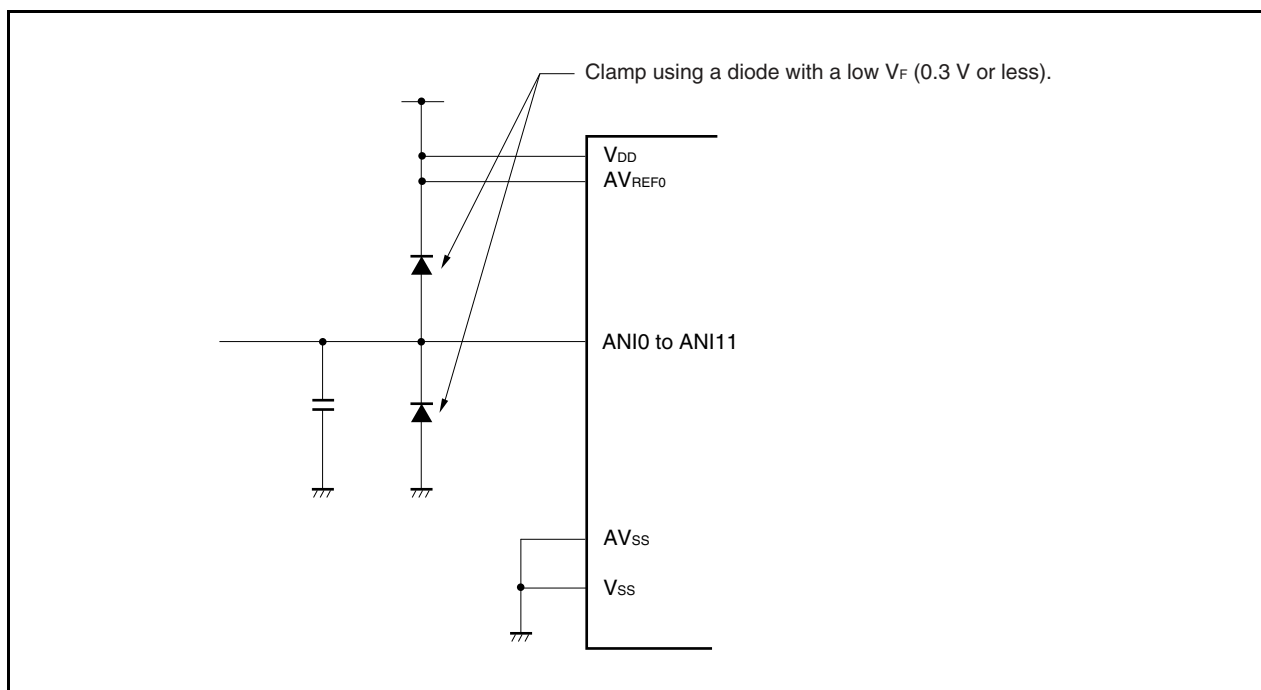 Clamp using a diode with a low VF (0.3 V or less).
VDD
AVREF0
ANI0 to ANI11
AVSS
VSS